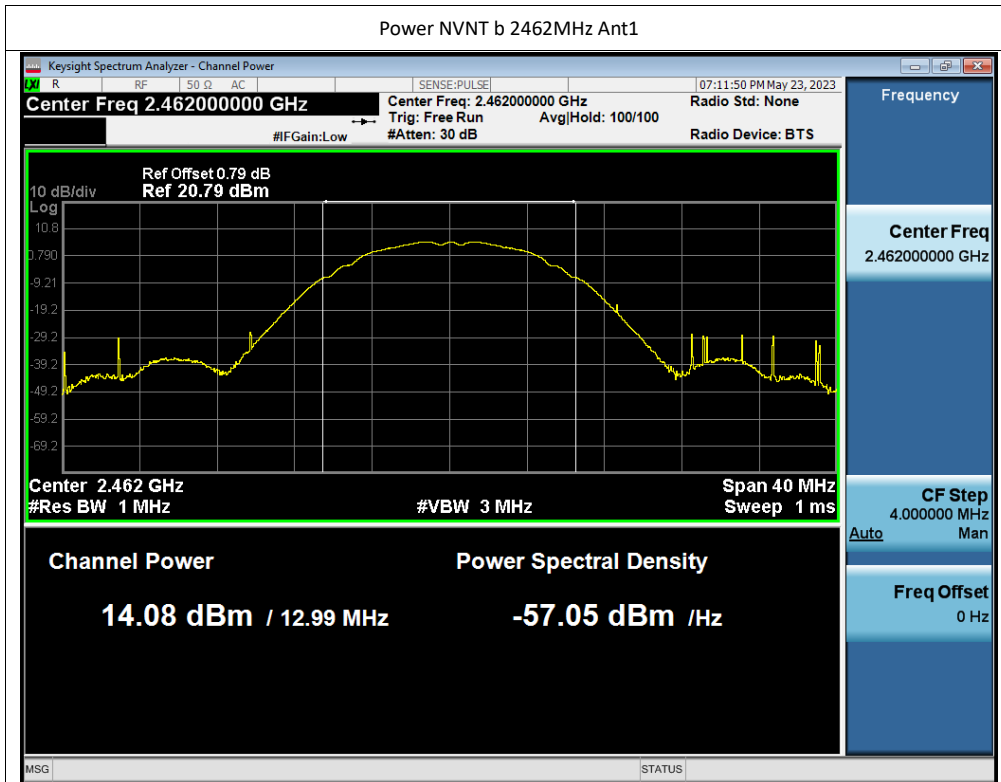 Power NVNT b 2462MHz Ant1
Keysight Spectrum Analyzer - Channel Power
LXI R RF 50 Ω AC SENSE:PULSE 07:11:50 PM May 23, 2023
Center Freq 2.462000000 GHz
Center Freq: 2.462000000 GHz
Radio Std: None
Trig: Free Run Avg|Hold: 100/100
#IFGain:Low
#Atten: 30 dB
Radio Device: BTS
Frequency
Ref Offset 0.79 dB
10 dB/div Ref 20.79 dBm
Log
10.8
0.790
-9.21
-19.2
-29.2
-39.2
-49.2
-59.2
-69.2
Center 2.462 GHz
Span 40 MHz
#Res BW 1 MHz
#VBW 3 MHz
Sweep 1 ms
Channel Power
Power Spectral Density
14.08 dBm / 12.99 MHz
-57.05 dBm /Hz
Center Freq
2.462000000 GHz
CF Step
4.000000 MHz
Auto Man
Freq Offset
0 Hz
MSG STATUS